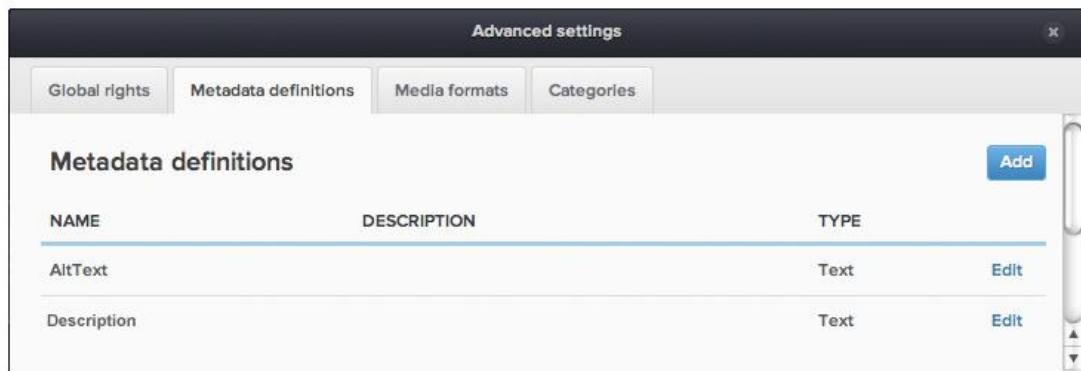 Advanced settings
Global rights Metadata definitions Media formats Categories
Metadata definitions Add
NAME DESCRIPTION TYPE
AltText Text Edit
Description Text Edit